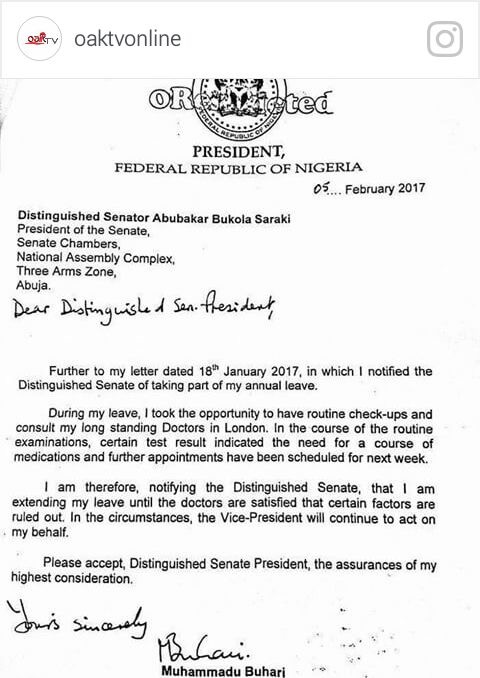 oakTV oaktvonline
FEDERAL REPUBLIC OF NIGERIA
PRESIDENT,
FEDERAL REPUBLIC OF NIGERIA
05.... February 2017
Distinguished Senator Abubakar Bukola Saraki
President of the Senate,
Senate Chambers,
National Assembly Complex,
Three Arms Zone,
Abuja.
Dear Distinguished Sen. President,
Further to my letter dated 18th January 2017, in which I notified the
Distinguished Senate of taking part of my annual leave.
During my leave, I took the opportunity to have routine check-ups and
consult my long standing Doctors in London. In the course of the routine
examinations, certain test result indicated the need for a course of
medications and further appointments have been scheduled for next week.
I am therefore, notifying the Distinguished Senate, that I am
extending my leave until the doctors are satisfied that certain factors are
ruled out. In the circumstances, the Vice-President will continue to act on
my behalf.
Please accept, Distinguished Senate President, the assurances of my
highest consideration.
Yours sincerely
MBuhari.
Muhammadu Buhari